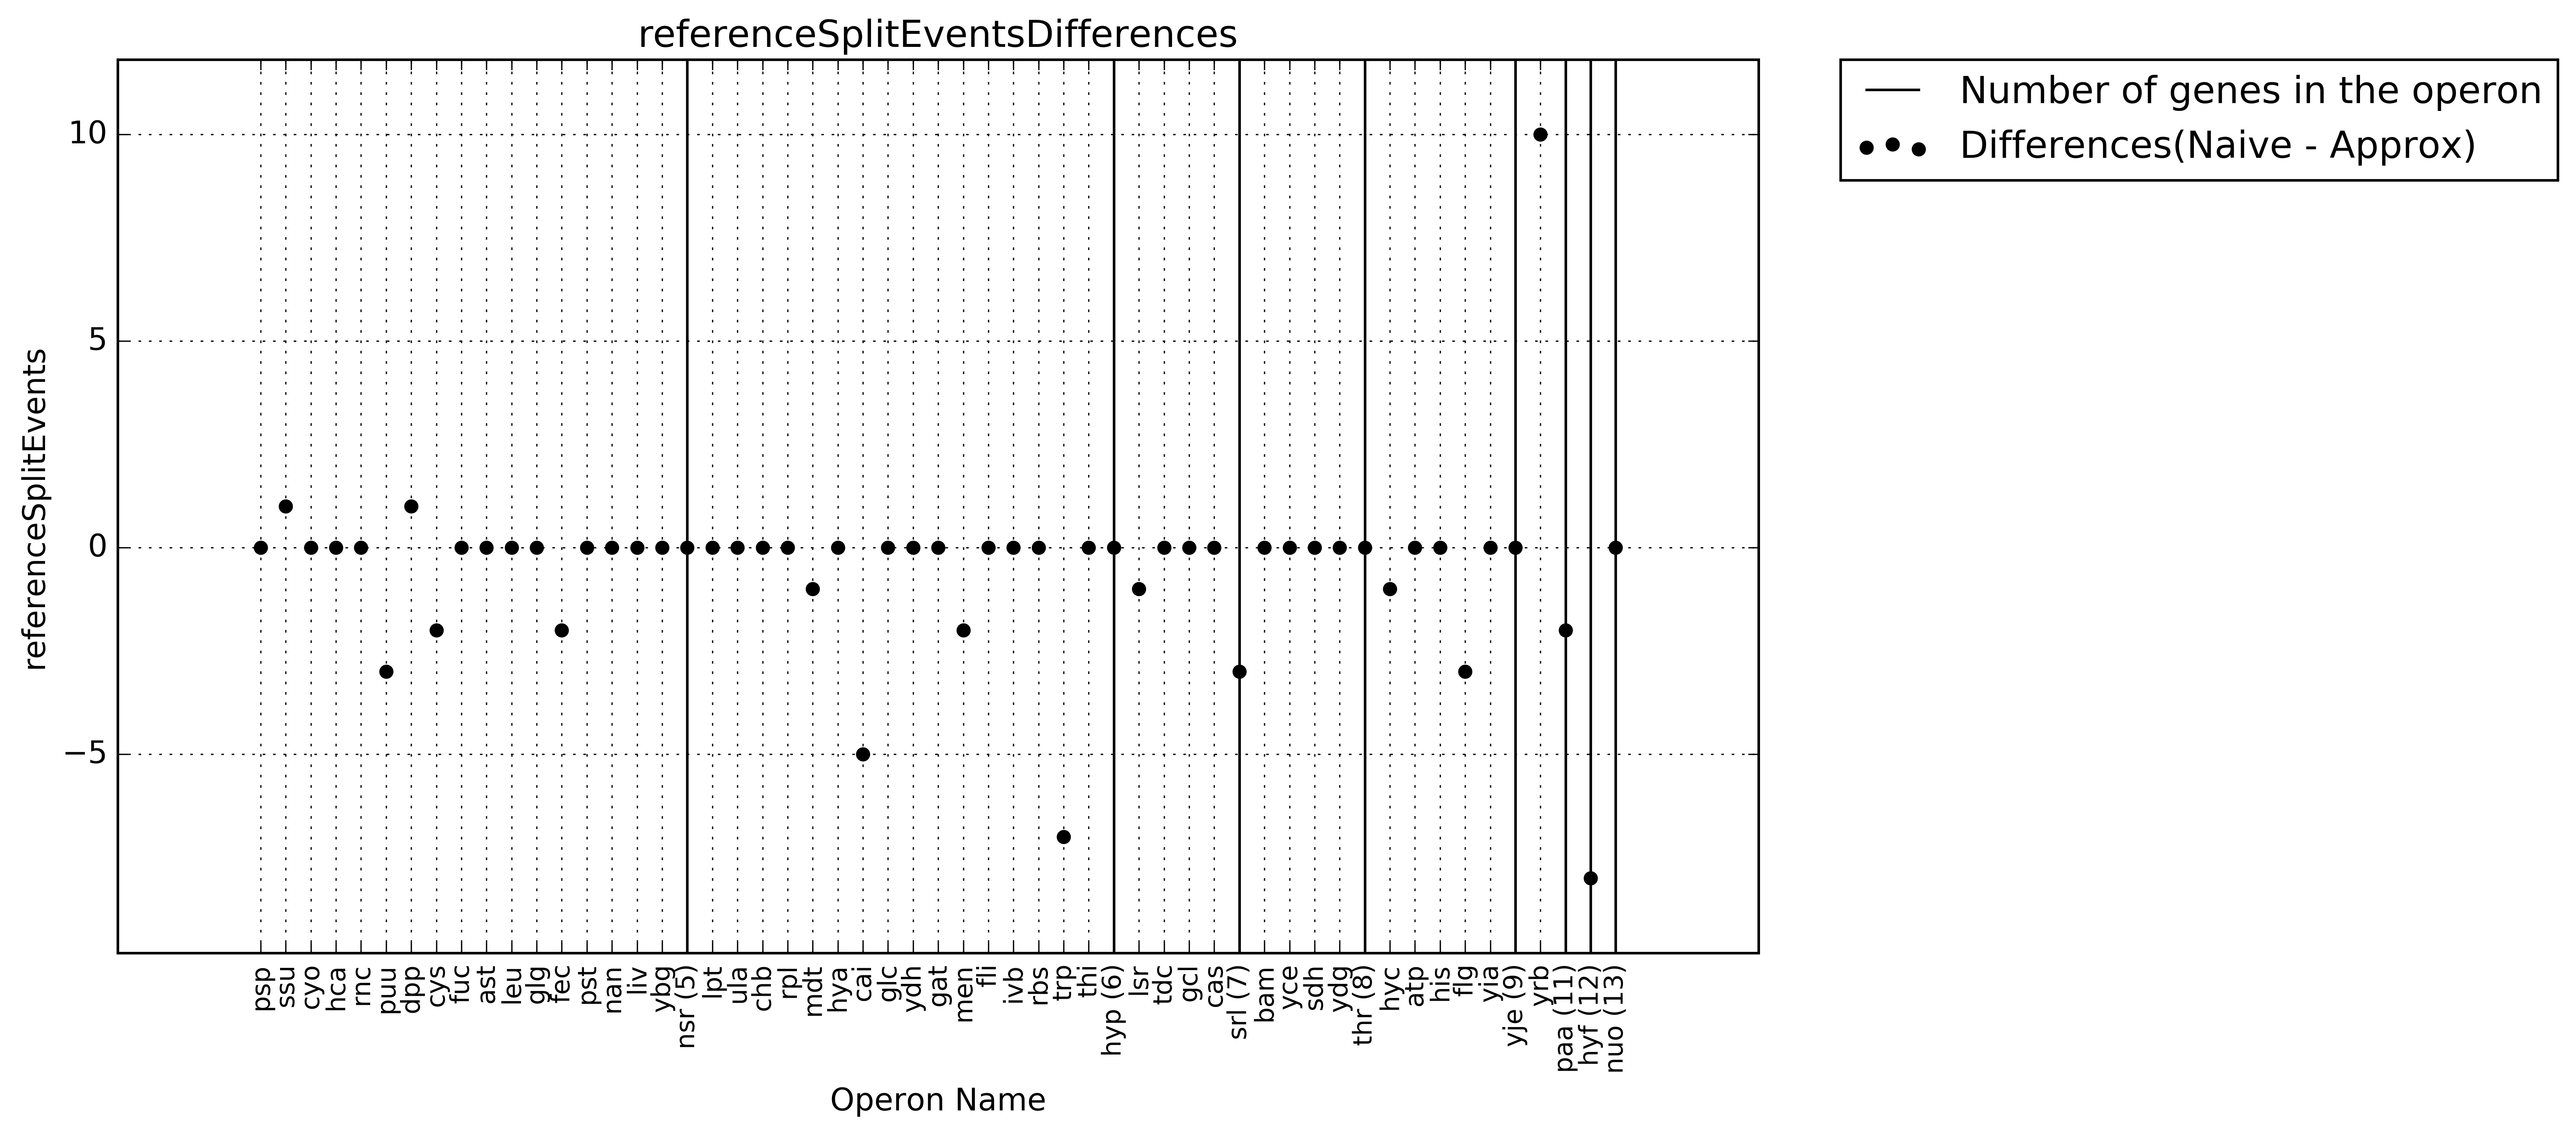 referenceSplitEventsDifferences
Number of genes in the operon
Differences(Naive - Approx)
10
5
0
−5
referenceSplitEvents
psp
ssu
cyo
hca
rnc
puu
dpp
cys
fuc
ast
leu
glg
fec
pst
nan
liv
ybg
nsr (5)
lpt
ula
chb
rpl
mdt
hya
cai
glc
ydh
gat
men
fli
ivb
rbs
trp
thi
hyp (6)
lsr
tdc
gcl
cas
srl (7)
bam
yce
sdh
ydg
thr (8)
hyc
atp
his
flg
yia
yje (9)
yrb
paa (11)
hyf (12)
nuo (13)
Operon Name